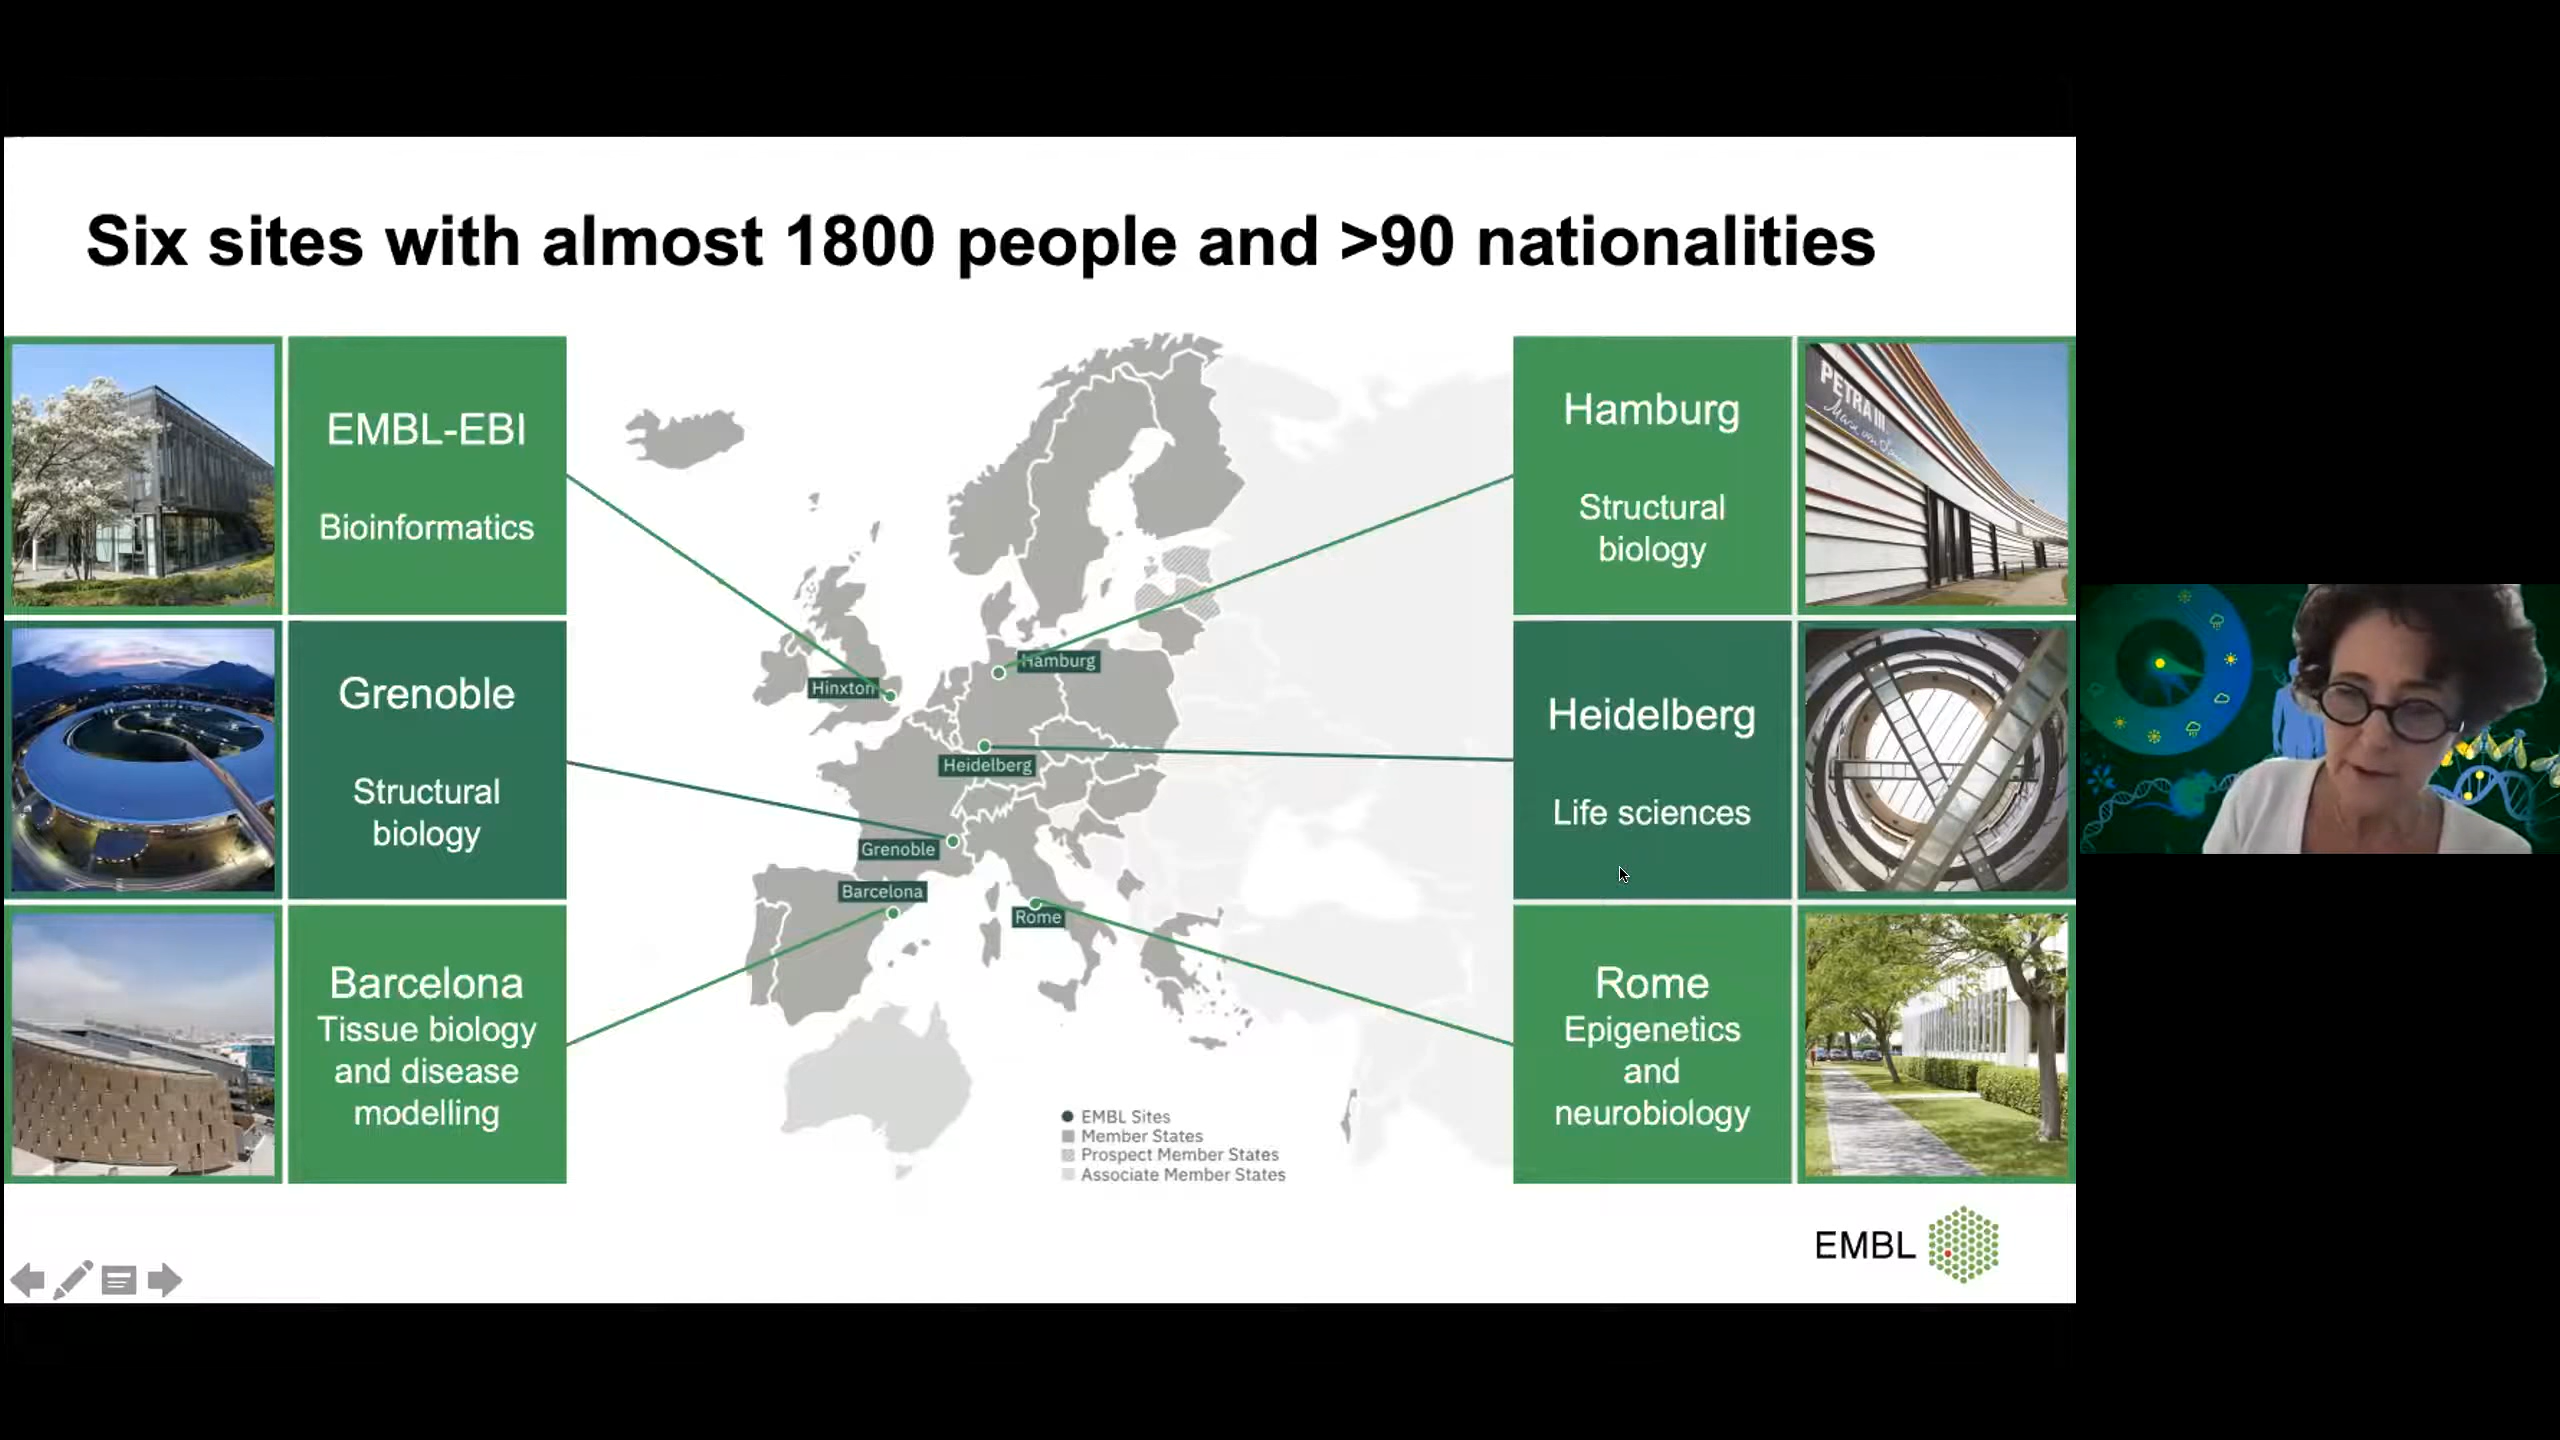 Six sites with almost 1800 people and >90 nationalities
EMBL-EBI
Bioinformatics
Grenoble
Structural
biology
Barcelona
Tissue biology
and disease
modelling
Hinxton
Hamburg
Heidelberg
Grenoble
Barcelona
Rome
EMBL Sites
Member States
Prospect Member States
Associate Member States
Hamburg
Structural
biology
PETRA III
Heidelberg
Life sciences
Rome
Epigenetics
and
neurobiology
EMBL